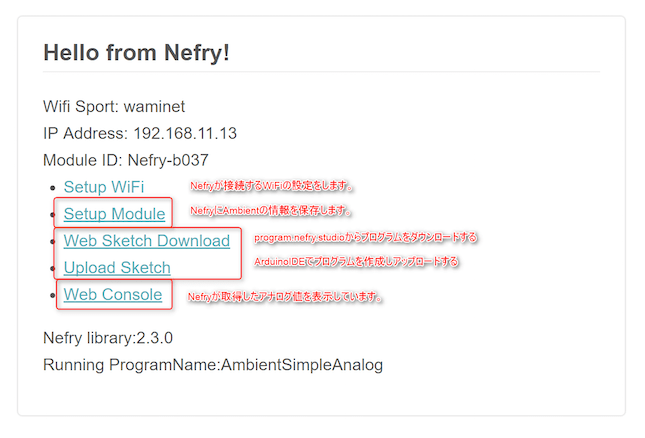 Hello from Nefry!
Wifi Sport: waminet
IP Address: 192.168.11.13
Module ID: Nefry-b037
Setup WiFi Nefryが接続するWiFiの設定をします。
Setup Module NefryにAmbientの情報を保存します。
Web Sketch Download program.nefry.studioからプログラムをダウンロードする
Upload Sketch ArduinoIDEでプログラムを作成しアップロードする
Web Console Nefryが取得したアナログ値を表示しています。
Nefry library:2.3.0
Running ProgramName:AmbientSimpleAnalog